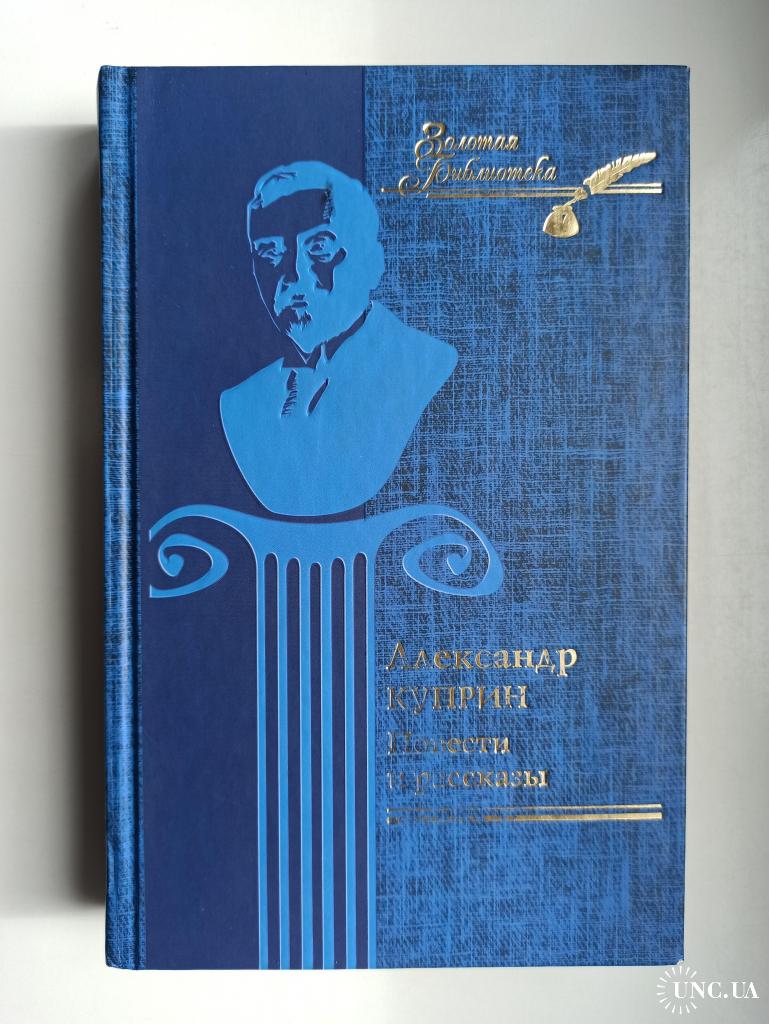 Золотая
Библиотека
Александр
КУПРИН
Повести
и рассказы
UNC.UA